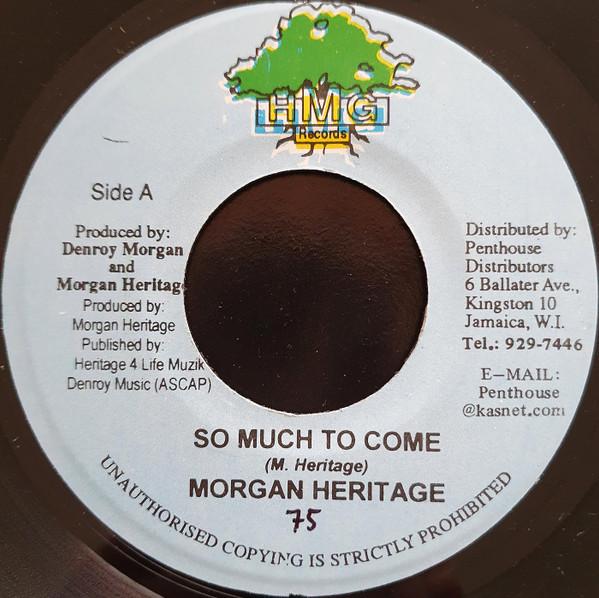 HMG
Records
Side A
Produced by:
Denroy Morgan
and
Morgan Heritage
Produced by:
Morgan Heritage
Published by:
Heritage 4 Life Muzik
Denroy Music (ASCAP)
Distributed by:
Penthouse
Distributors
6 Ballater Ave.,
Kingston 10
Jamaica, W.I.
Tel.: 929-7446
E-MAIL:
Penthouse
@kasnet.com
SO MUCH TO COME
(M. Heritage)
MORGAN HERITAGE
75
UNAUTHORISED COPYING IS STRICTLY PROHIBITED